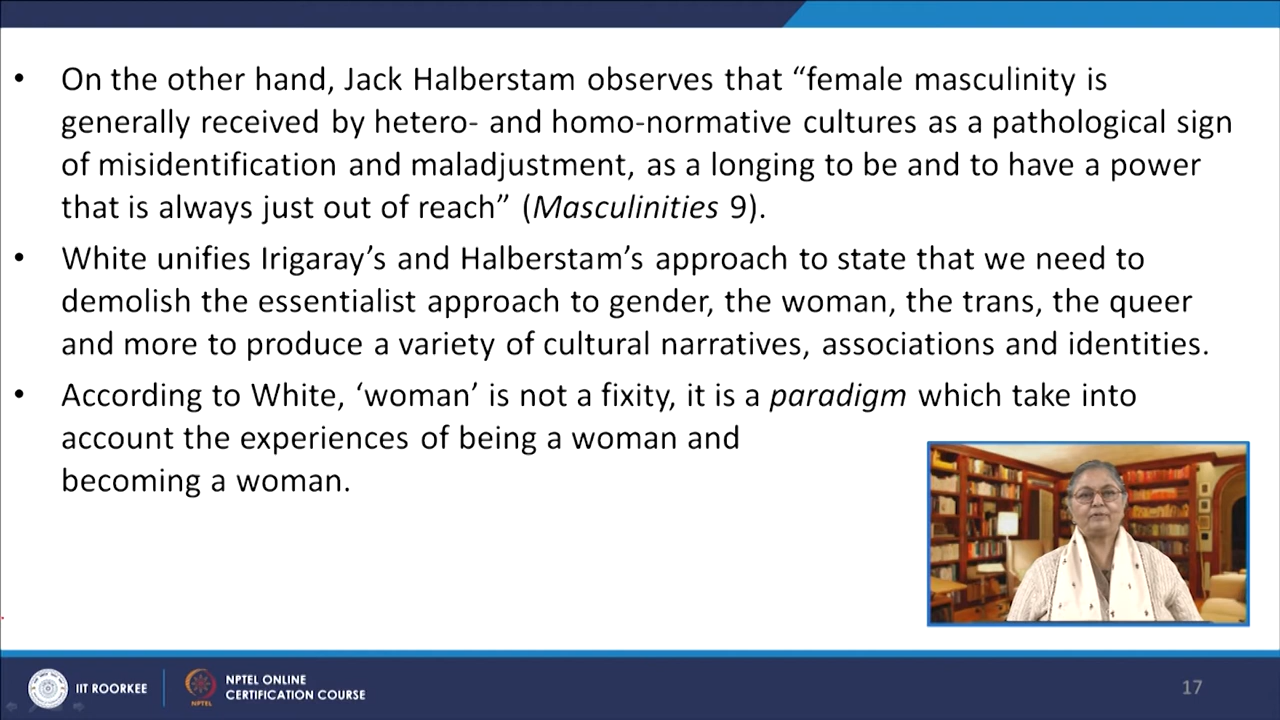 • On the other hand, Jack Halberstam observes that “female masculinity is
generally received by hetero- and homo-normative cultures as a pathological sign
of misidentification and maladjustment, as a longing to be and to have a power
that is always just out of reach” (Masculinities 9).
• White unifies Irigaray’s and Halberstam’s approach to state that we need to
demolish the essentialist approach to gender, the woman, the trans, the queer
and more to produce a variety of cultural narratives, associations and identities.
• According to White, ‘woman’ is not a fixity, it is a paradigm which take into
account the experiences of being a woman and
becoming a woman.
IIT ROORKEE
NPTEL
NPTEL ONLINE
CERTIFICATION COURSE
17